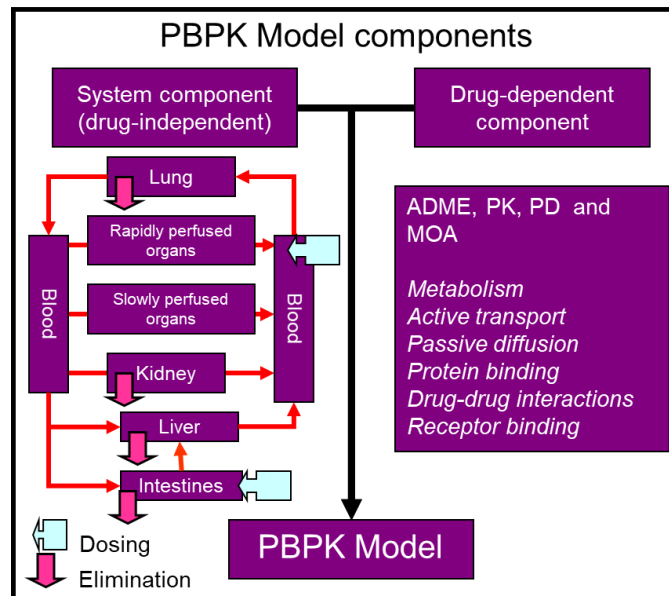 PBPK Model components
System component
(drug-independent)
Drug-dependent
component
Lung
Rapidly perfused
organs
Slowly perfused
organs
Blood
Blood
Kidney
Liver
Intestines
Dosing
Elimination
ADME, PK, PD and
MOA
Metabolism
Active transport
Passive diffusion
Protein binding
Drug-drug interactions
Receptor binding
PBPK Model